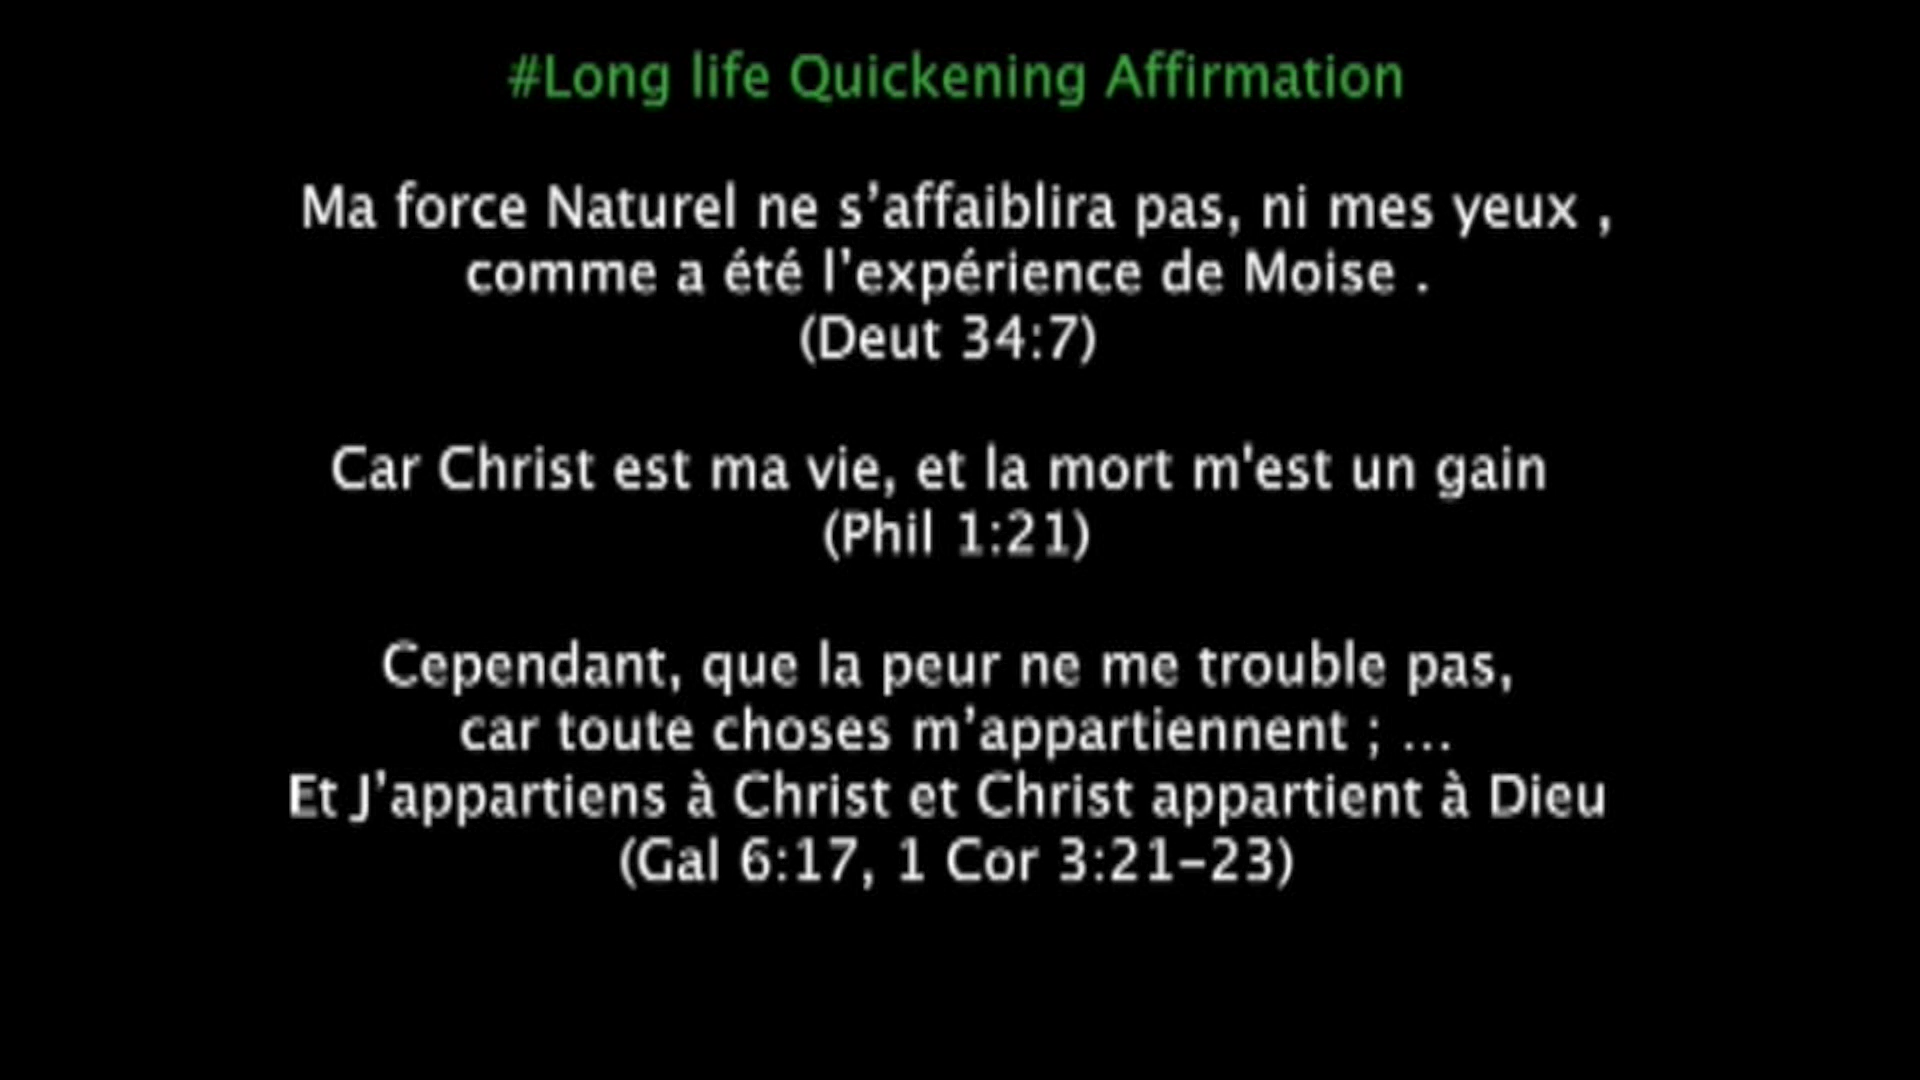 #Long life Quickening Affirmation
Ma force Naturel ne s’affaiblira pas, ni mes yeux ,
comme a été l’expérience de Moise .
(Deut 34:7)
Car Christ est ma vie, et la mort m'est un gain
(Phil 1:21)
Cependant, que la peur ne me trouble pas,
car toute choses m’appartiennent ; ...
Et J’appartiens à Christ et Christ appartient à Dieu
(Gal 6:17, 1 Cor 3:21–23)